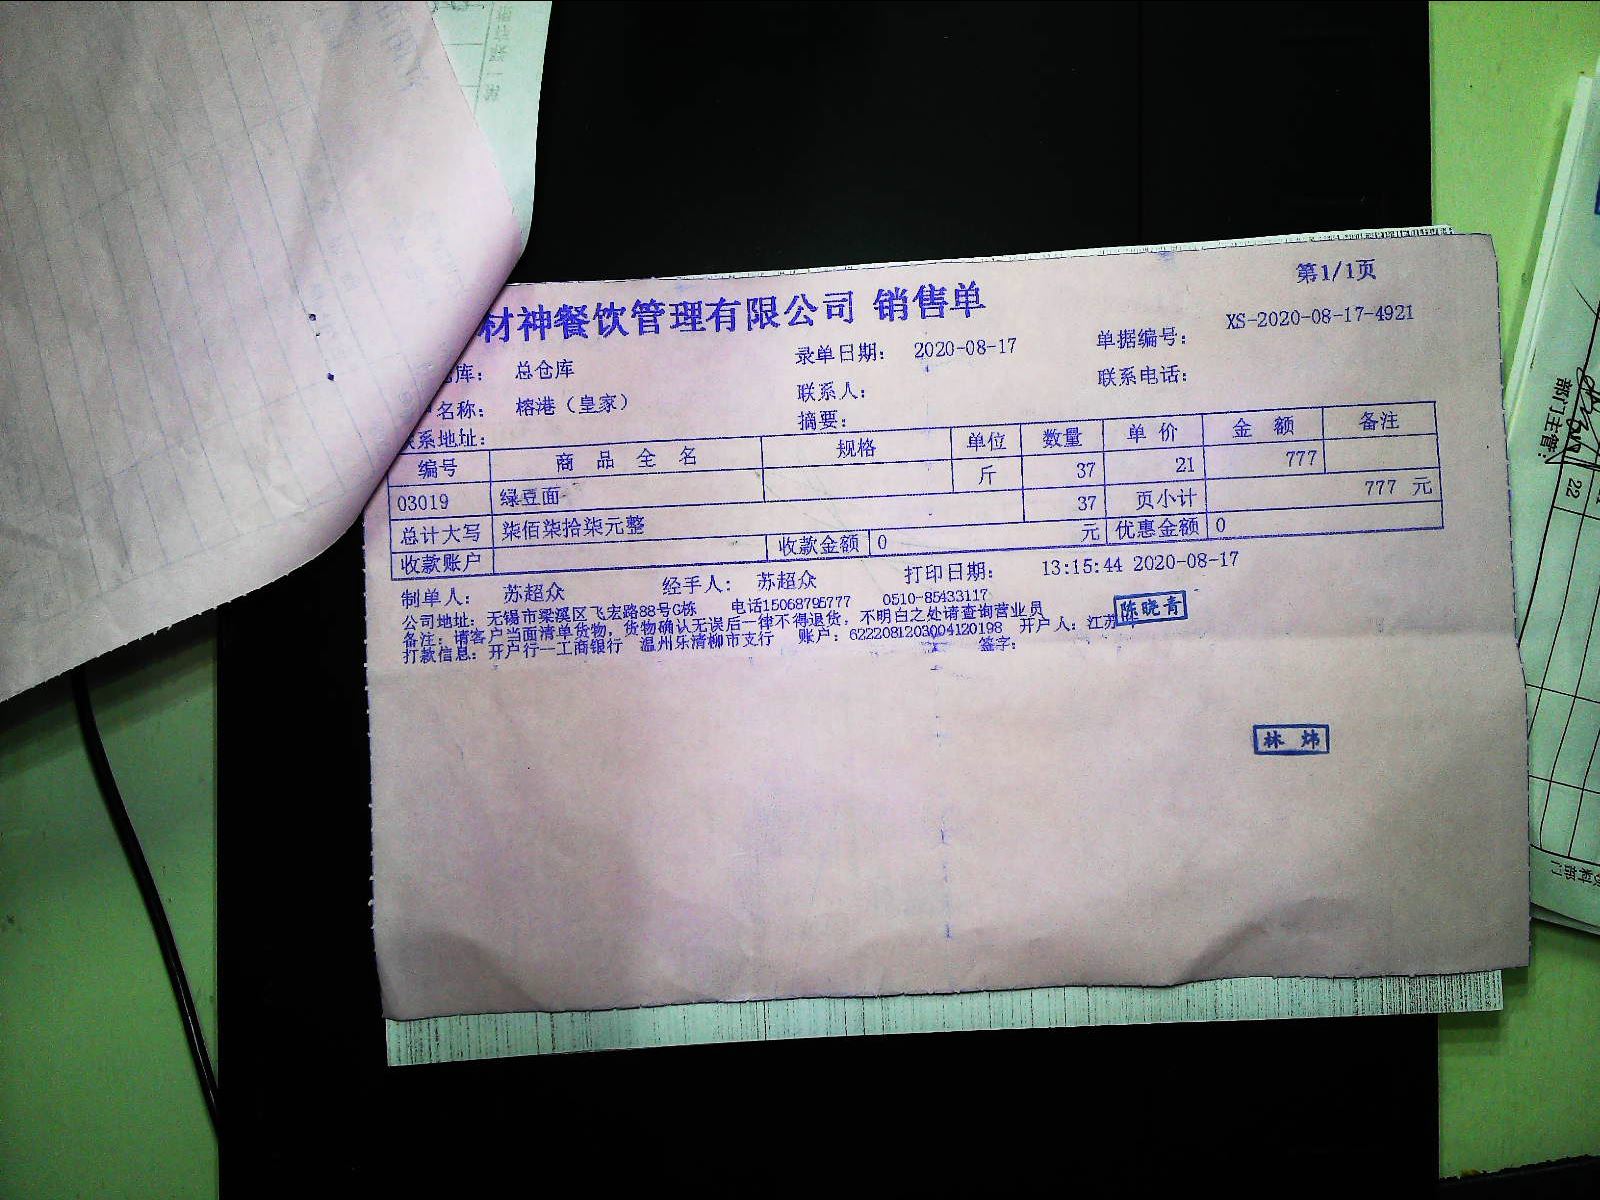 第1/1页
材神餐饮管理有限公司 销售单
库： 总仓库 录单日期： 2020-08-17 单据编号： XS-2020-08-17-4921
名称： 榕港（皇家） 联系人： 联系电话：
系地址： 摘要：
编号 商品全名 规格 单位 数量 单价 金额 备注
03019 绿豆面 斤 37 21 777
37 页小计 777 元
总计大写 柒佰柒拾柒元整
收款账户 收款金额 0 元 优惠金额 0
制单人： 苏超众 经手人： 苏超众 打印日期： 13:15:44 2020-08-17
公司地址：无锡市梁溪区飞宏路88号G栋 电话15068795777 0510-85433117
备注：请客户当面清单货物，货物确认无误后一律不得退货，不明白之处请查询营业员
打款信息：开户行—工商银行 温州乐清柳市支行 账户：6222081203004120198 开户人：江苏
签字：
陈晓青
林炜
部门主管：
22